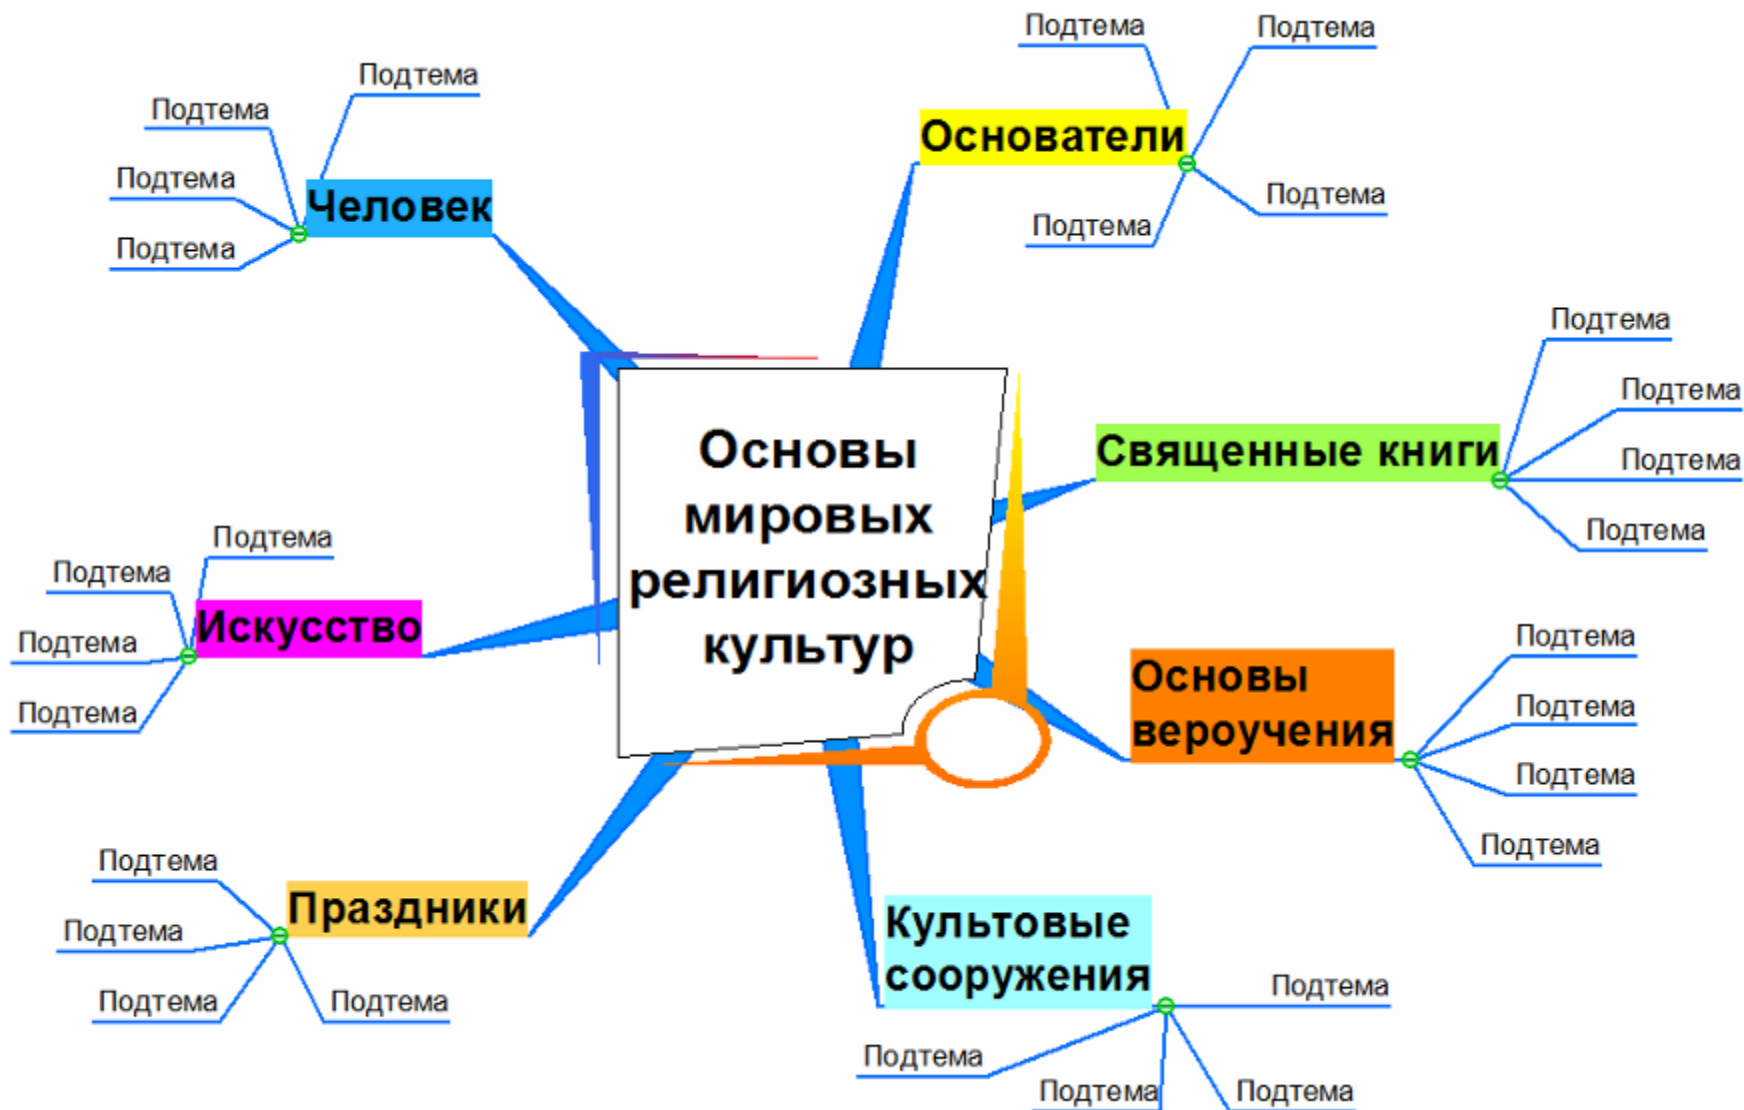 Основы
мировых
религиозных
культур
Основатели
Подтема
Подтема
Подтема
Подтема
Священные книги
Подтема
Подтема
Подтема
Подтема
Основы
вероучения
Подтема
Подтема
Подтема
Подтема
Культовые
сооружения
Подтема
Подтема
Подтема
Подтема
Праздники
Подтема
Подтема
Подтема
Подтема
Искусство
Подтема
Подтема
Подтема
Подтема
Человек
Подтема
Подтема
Подтема
Подтема